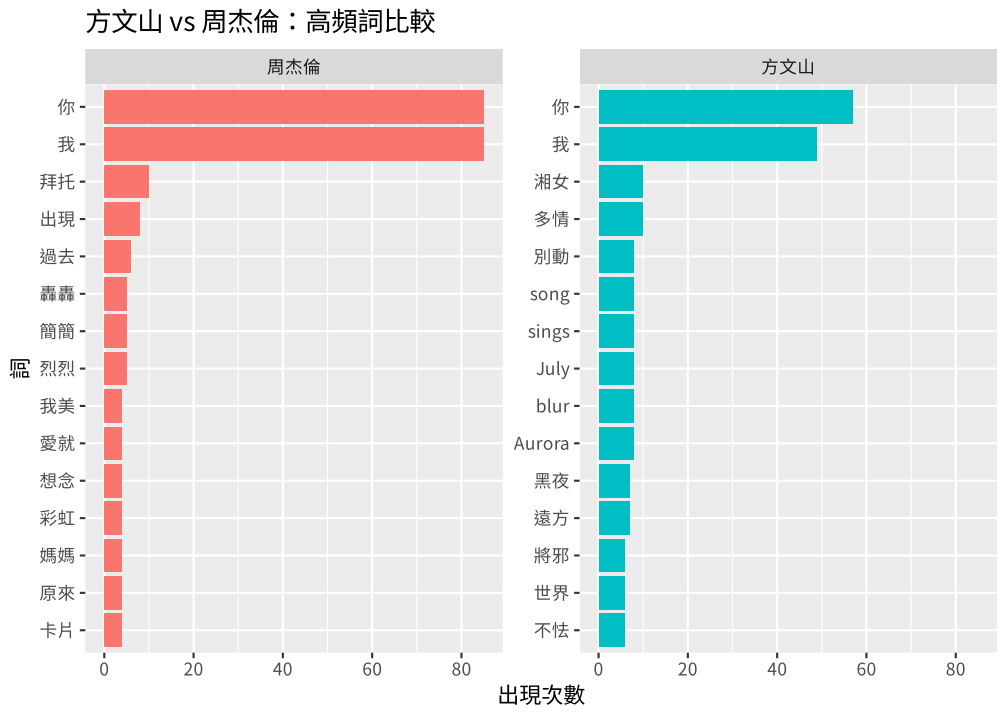 方文山 vs 周杰倫：高頻詞比較
周杰倫
你
我
拜托
出現
過去
轟轟
簡簡
烈烈
我美
愛就
想念
彩虹
媽媽
原來
卡片
0 20 40 60 80
方文山
你
我
湘女
多情
別動
song
sings
July
blur
Aurora
黑夜
遠方
將邪
世界
不怯
0 20 40 60 80
詞
出現次數